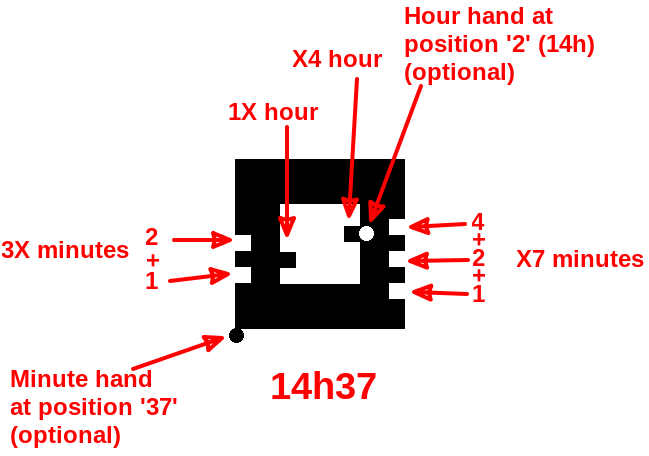 Hour hand at
position '2' (14h)
(optional)
X4 hour
1X hour
3X minutes
2
+
1
4
+
2
+
1
X7 minutes
Minute hand
at position '37'
(optional)
14h37